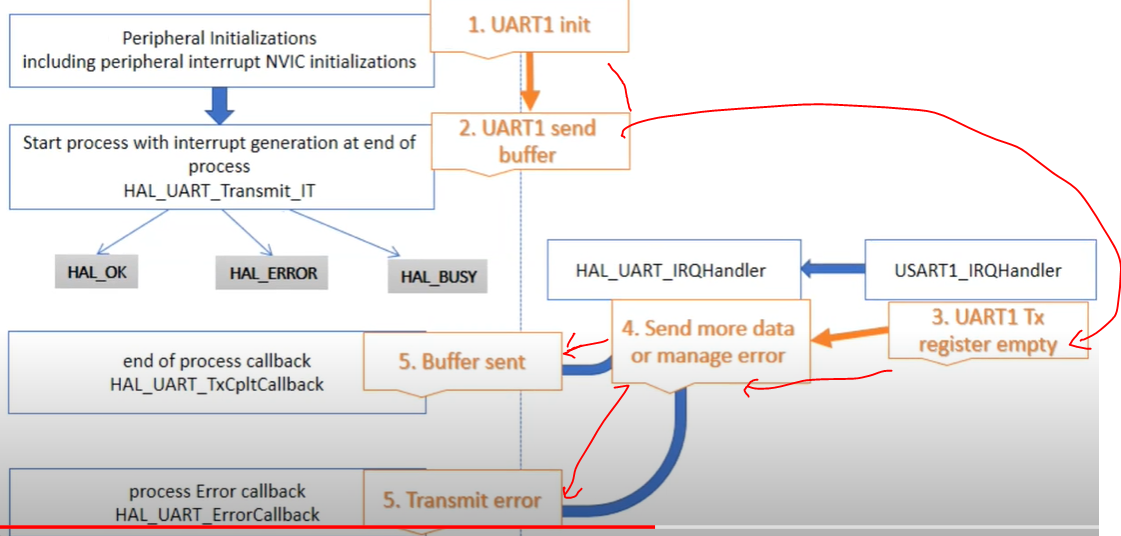 Peripheral Initializations
including peripheral interrupt NVIC initializations
1. UART1 init
Start process with interrupt generation at end of
process
HAL_UART_Transmit_IT
2. UART1 send
buffer
HAL_OK
HAL_ERROR
HAL_BUSY
HAL_UART_IRQHandler
USART1_IRQHandler
3. UART1 Tx
register empty
4. Send more data
or manage error
end of process callback
HAL_UART_TxCpltCallback
5. Buffer sent
process Error callback
HAL_UART_ErrorCallback
5. Transmit error